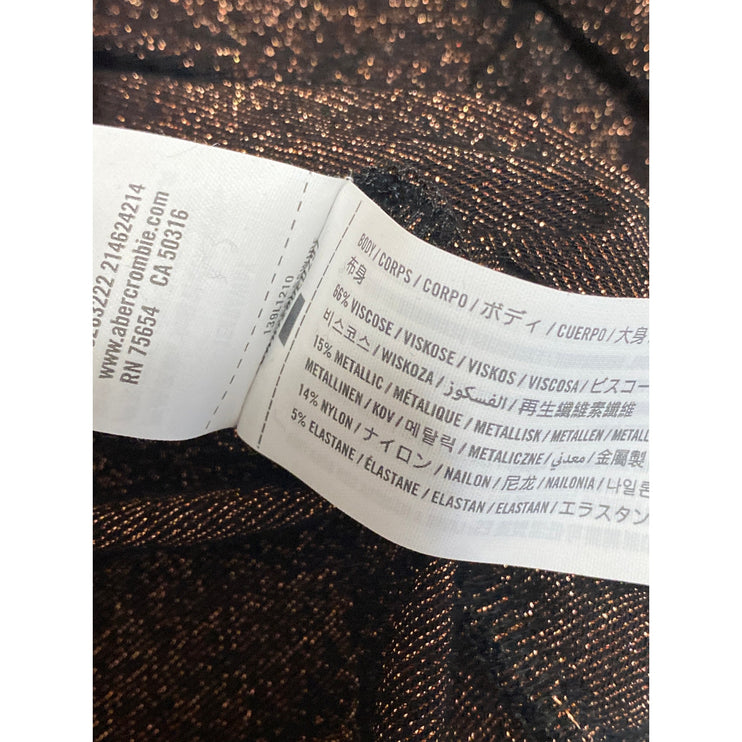 214624214
www.abercrombie.com
RN 75654 CA 50316
139L1210
BODY / CORPS / CORPO / ボディ / CUERPO / 大身
布身
66% VISCOSE / VISKOSE / VISKOS / VISCOSA / ビスコー
비스코스 / WISKOZA / الفسكوز / 再生纖維素纖維
15% METALLIC / MÉTALIQUE / METALLISK / METALLEN / METALL
METALLINEN / KOV / 메탈릭 / METALICZNE / معدني / 金屬製
14% NYLON / ナイロン / NAILON / 尼龙 / NAILONIA / 나일론
5% ELASTANE / ÉLASTANE / ELASTAN / ELASTAAN / エラスタン